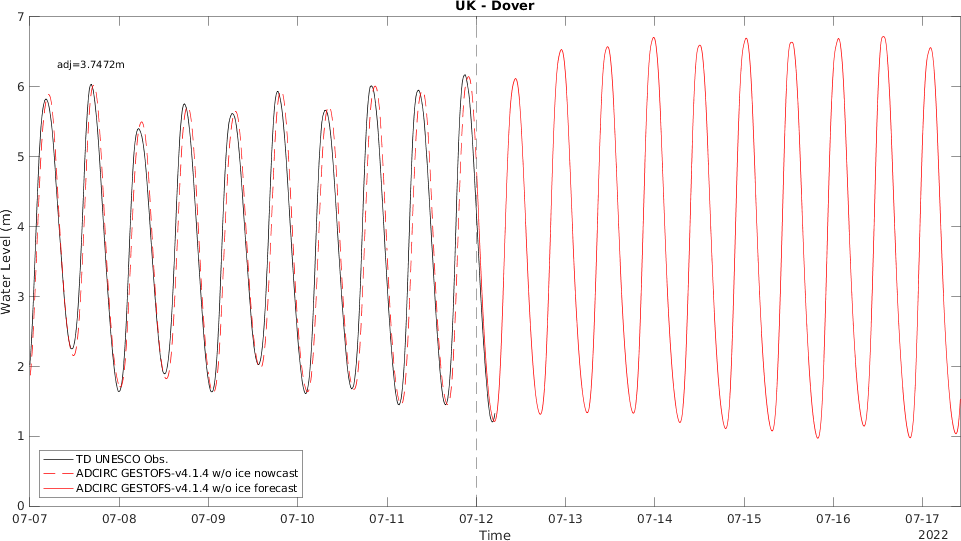 UK - Dover
7
6
5
4
3
2
1
0
Water Level (m)
adj=3.7472m
TD UNESCO Obs.
ADCIRC GESTOFS-v4.1.4 w/o ice nowcast
ADCIRC GESTOFS-v4.1.4 w/o ice forecast
07-07 07-08 07-09 07-10 07-11 07-12 07-13 07-14 07-15 07-16 07-17
Time
2022